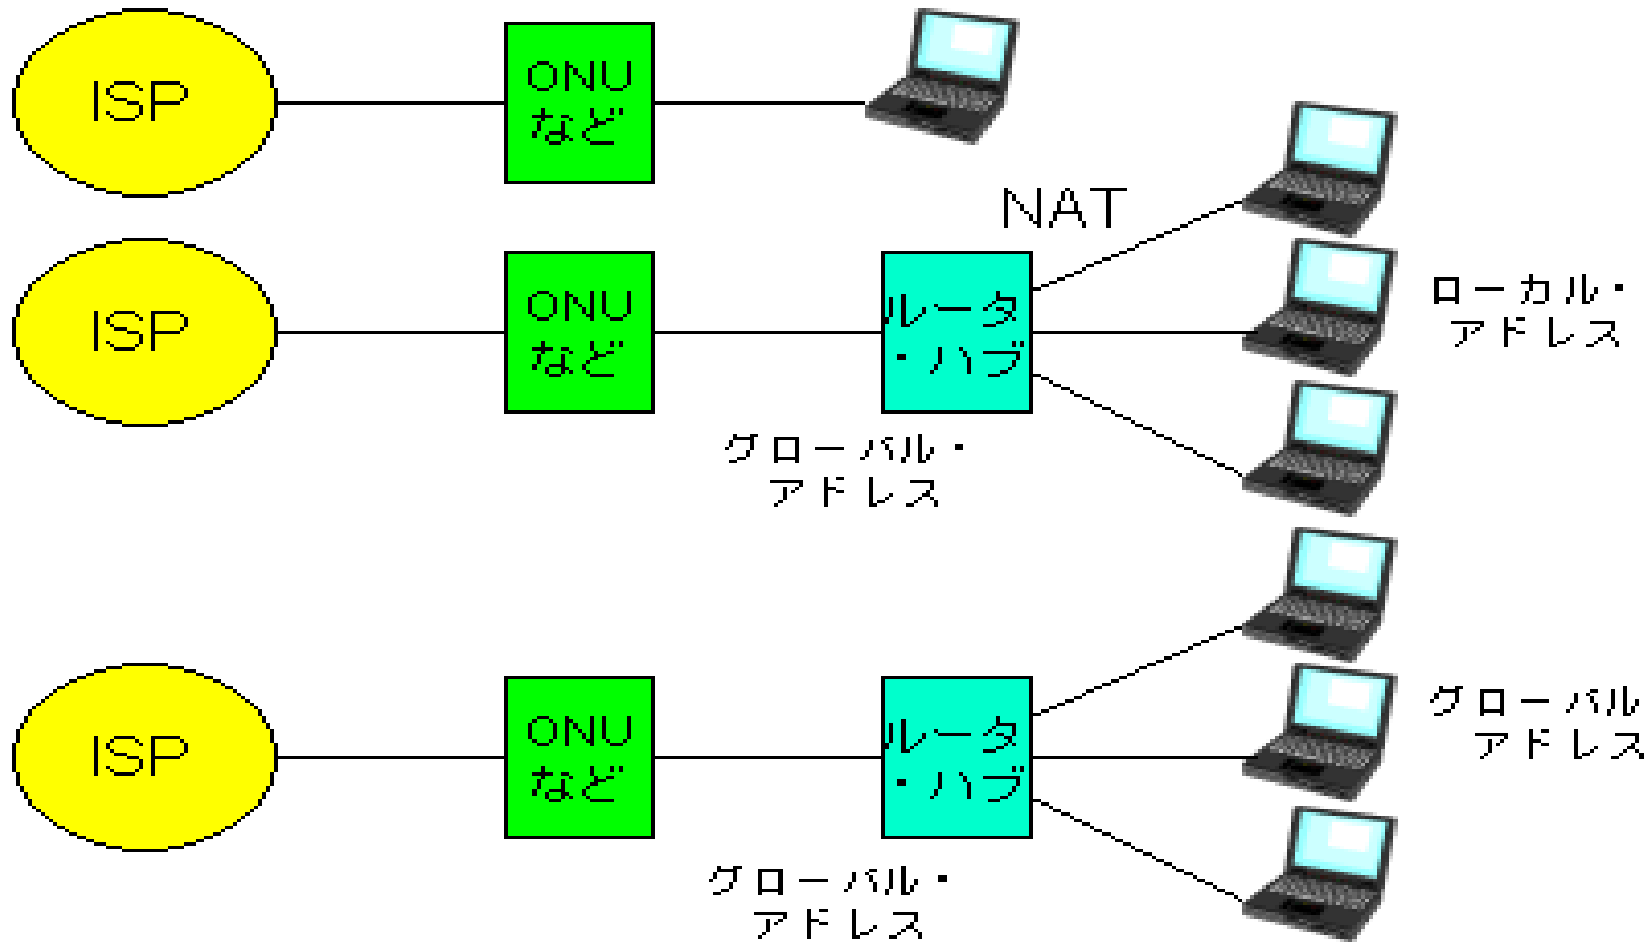 ISP
ONU
など
NAT
ISP
ONU
など
ルータ
・ハブ
ローカル・
アドレス
グローバル・
アドレス
ISP
ONU
など
ルータ
・ハブ
グローバル
アドレス
グローバル・
アドレス